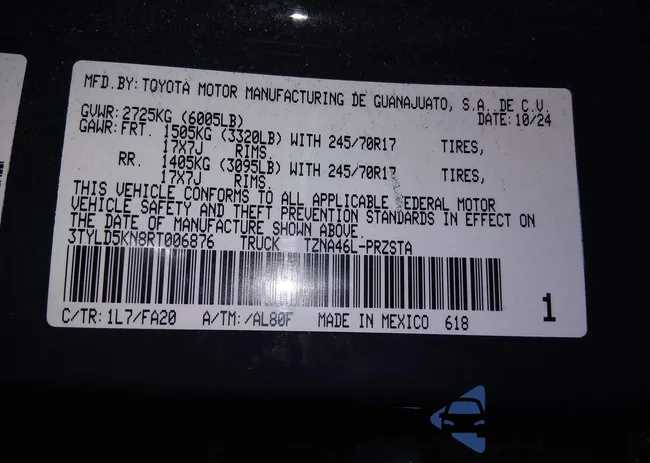 MFD.BY: TOYOTA MOTOR MANUFACTURING DE GUANAJUATO, S.A. DE C.V.
GVWR: 2725KG (6005LB) DATE: 10/24
GAWR: FRT. 1505KG (3320LB) WITH 245/70R17 TIRES,
17X7J RIMS.
RR. 1405KG (3095LB) WITH 245/70R17 TIRES,
17X7J RIMS.
THIS VEHICLE CONFORMS TO ALL APPLICABLE FEDERAL MOTOR
VEHICLE SAFETY AND THEFT PREVENTION STANDARDS IN EFFECT ON
THE DATE OF MANUFACTURE SHOWN ABOVE.
3TYLD5KN8RT006876 TRUCK TZNA46L-PRZSTA
C/TR: 1L7/FA20 A/TM: /AL80F MADE IN MEXICO 618 1